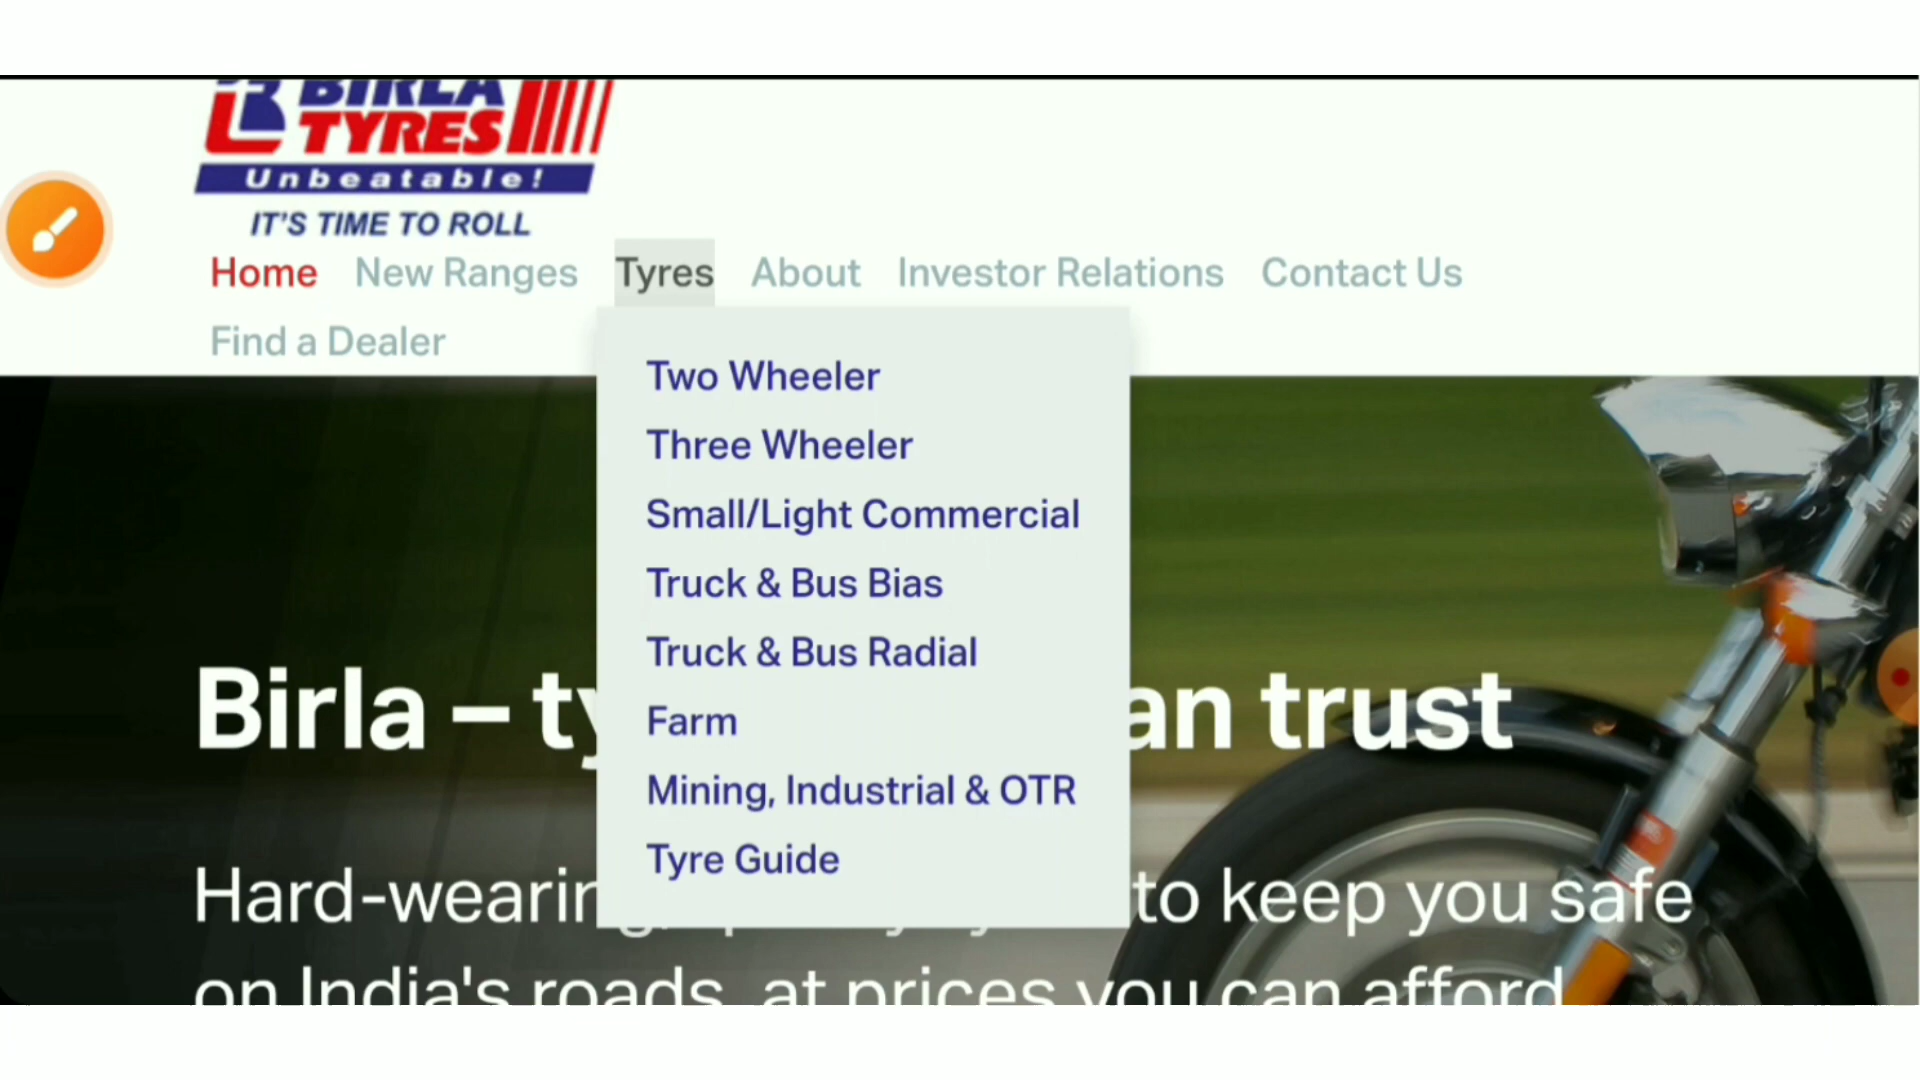 BIRLA
TYRES
Unbeatable!
IT'S TIME TO ROLL
Home New Ranges Tyres About Investor Relations Contact Us
Find a Dealer
Two Wheeler
Three Wheeler
Small/Light Commercial
Truck & Bus Bias
Truck & Bus Radial
Farm
Mining, Industrial & OTR
Tyre Guide
Birla – an trust
Hard-wearing, to keep you safe
on India's roads, at prices you can afford